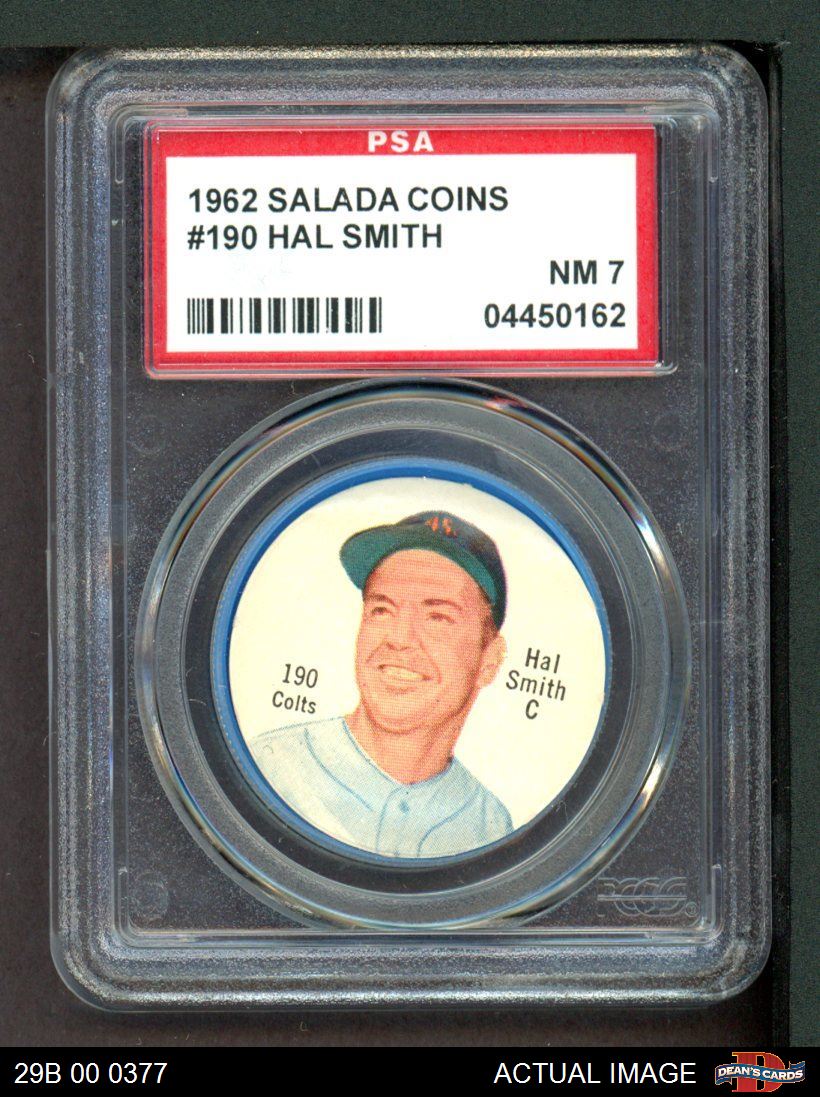 PSA
1962 SALADA COINS
#190 HAL SMITH
NM 7
04450162
190
Colts
Hal
Smith
C
PCGS
29B 00 0377
ACTUAL IMAGE
DEAN'S CARDS